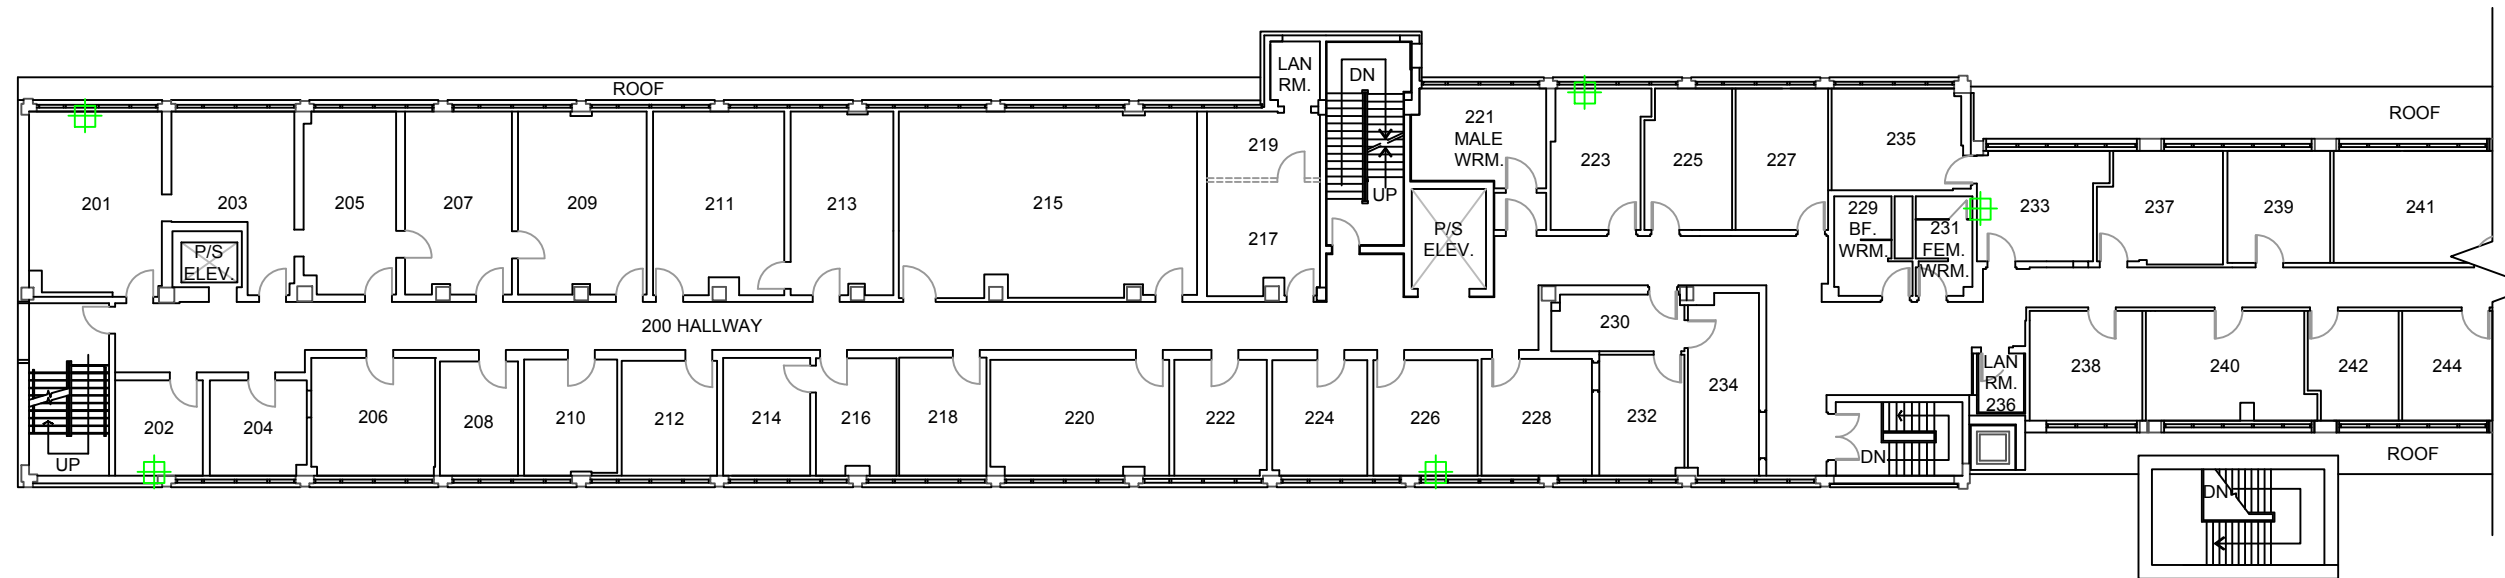 ROOF
LAN
RM.
DN
ROOF
221
MALE
WRM.
223
225
227
235
219
201
203
205
207
209
211
213
215
217
UP
P/S
ELEV.
P/S
ELEV.
229
BF.
WRM.
231
FEM.
WRM.
233
237
239
241
200 HALLWAY
230
202
204
206
208
210
212
214
216
218
220
222
224
226
228
232
234
LAN
RM.
236
238
240
242
244
UP
DN
ROOF
DN